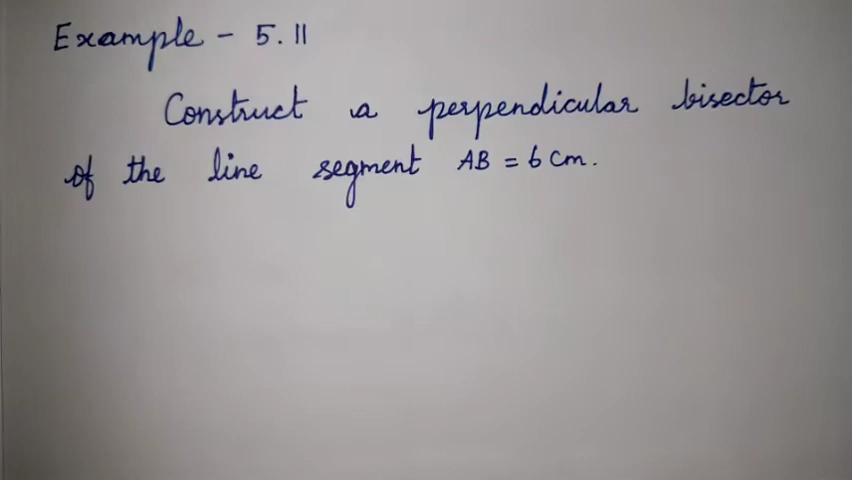 Example - 5.11
Construct a perpendicular bisector
of the line segment AB = 6 cm.